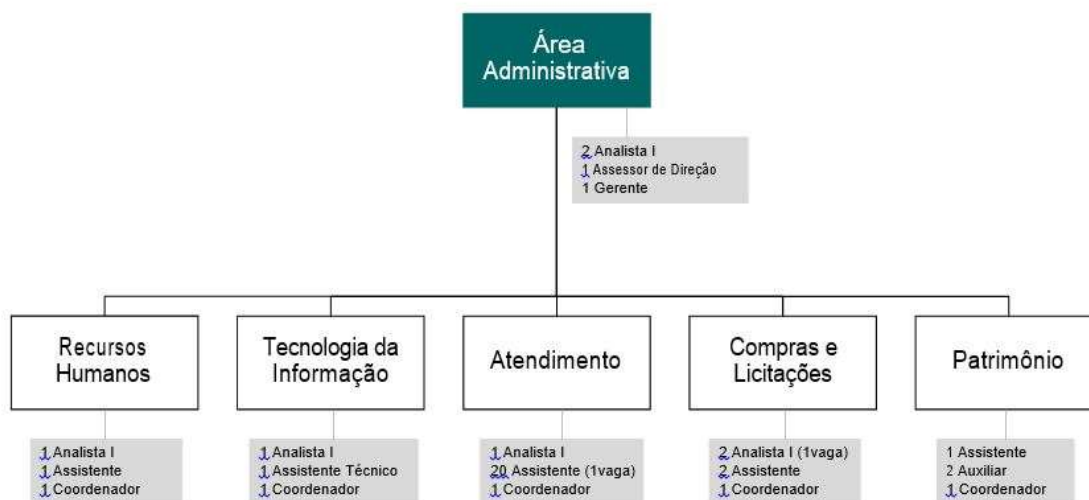 Área
Administrativa
2 Analista I
1 Assessor de Direção
1 Gerente
Recursos
Humanos
Tecnologia da
Informação
Atendimento
Compras e
Licitações
Patrimônio
1 Analista I
1 Assistente
1 Coordenador
1 Analista I
1 Assistente Técnico
1 Coordenador
1 Analista I
20 Assistente (1vaga)
1 Coordenador
2 Analista I (1vaga)
2 Assistente
1 Coordenador
1 Assistente
2 Auxiliar
1 Coordenador